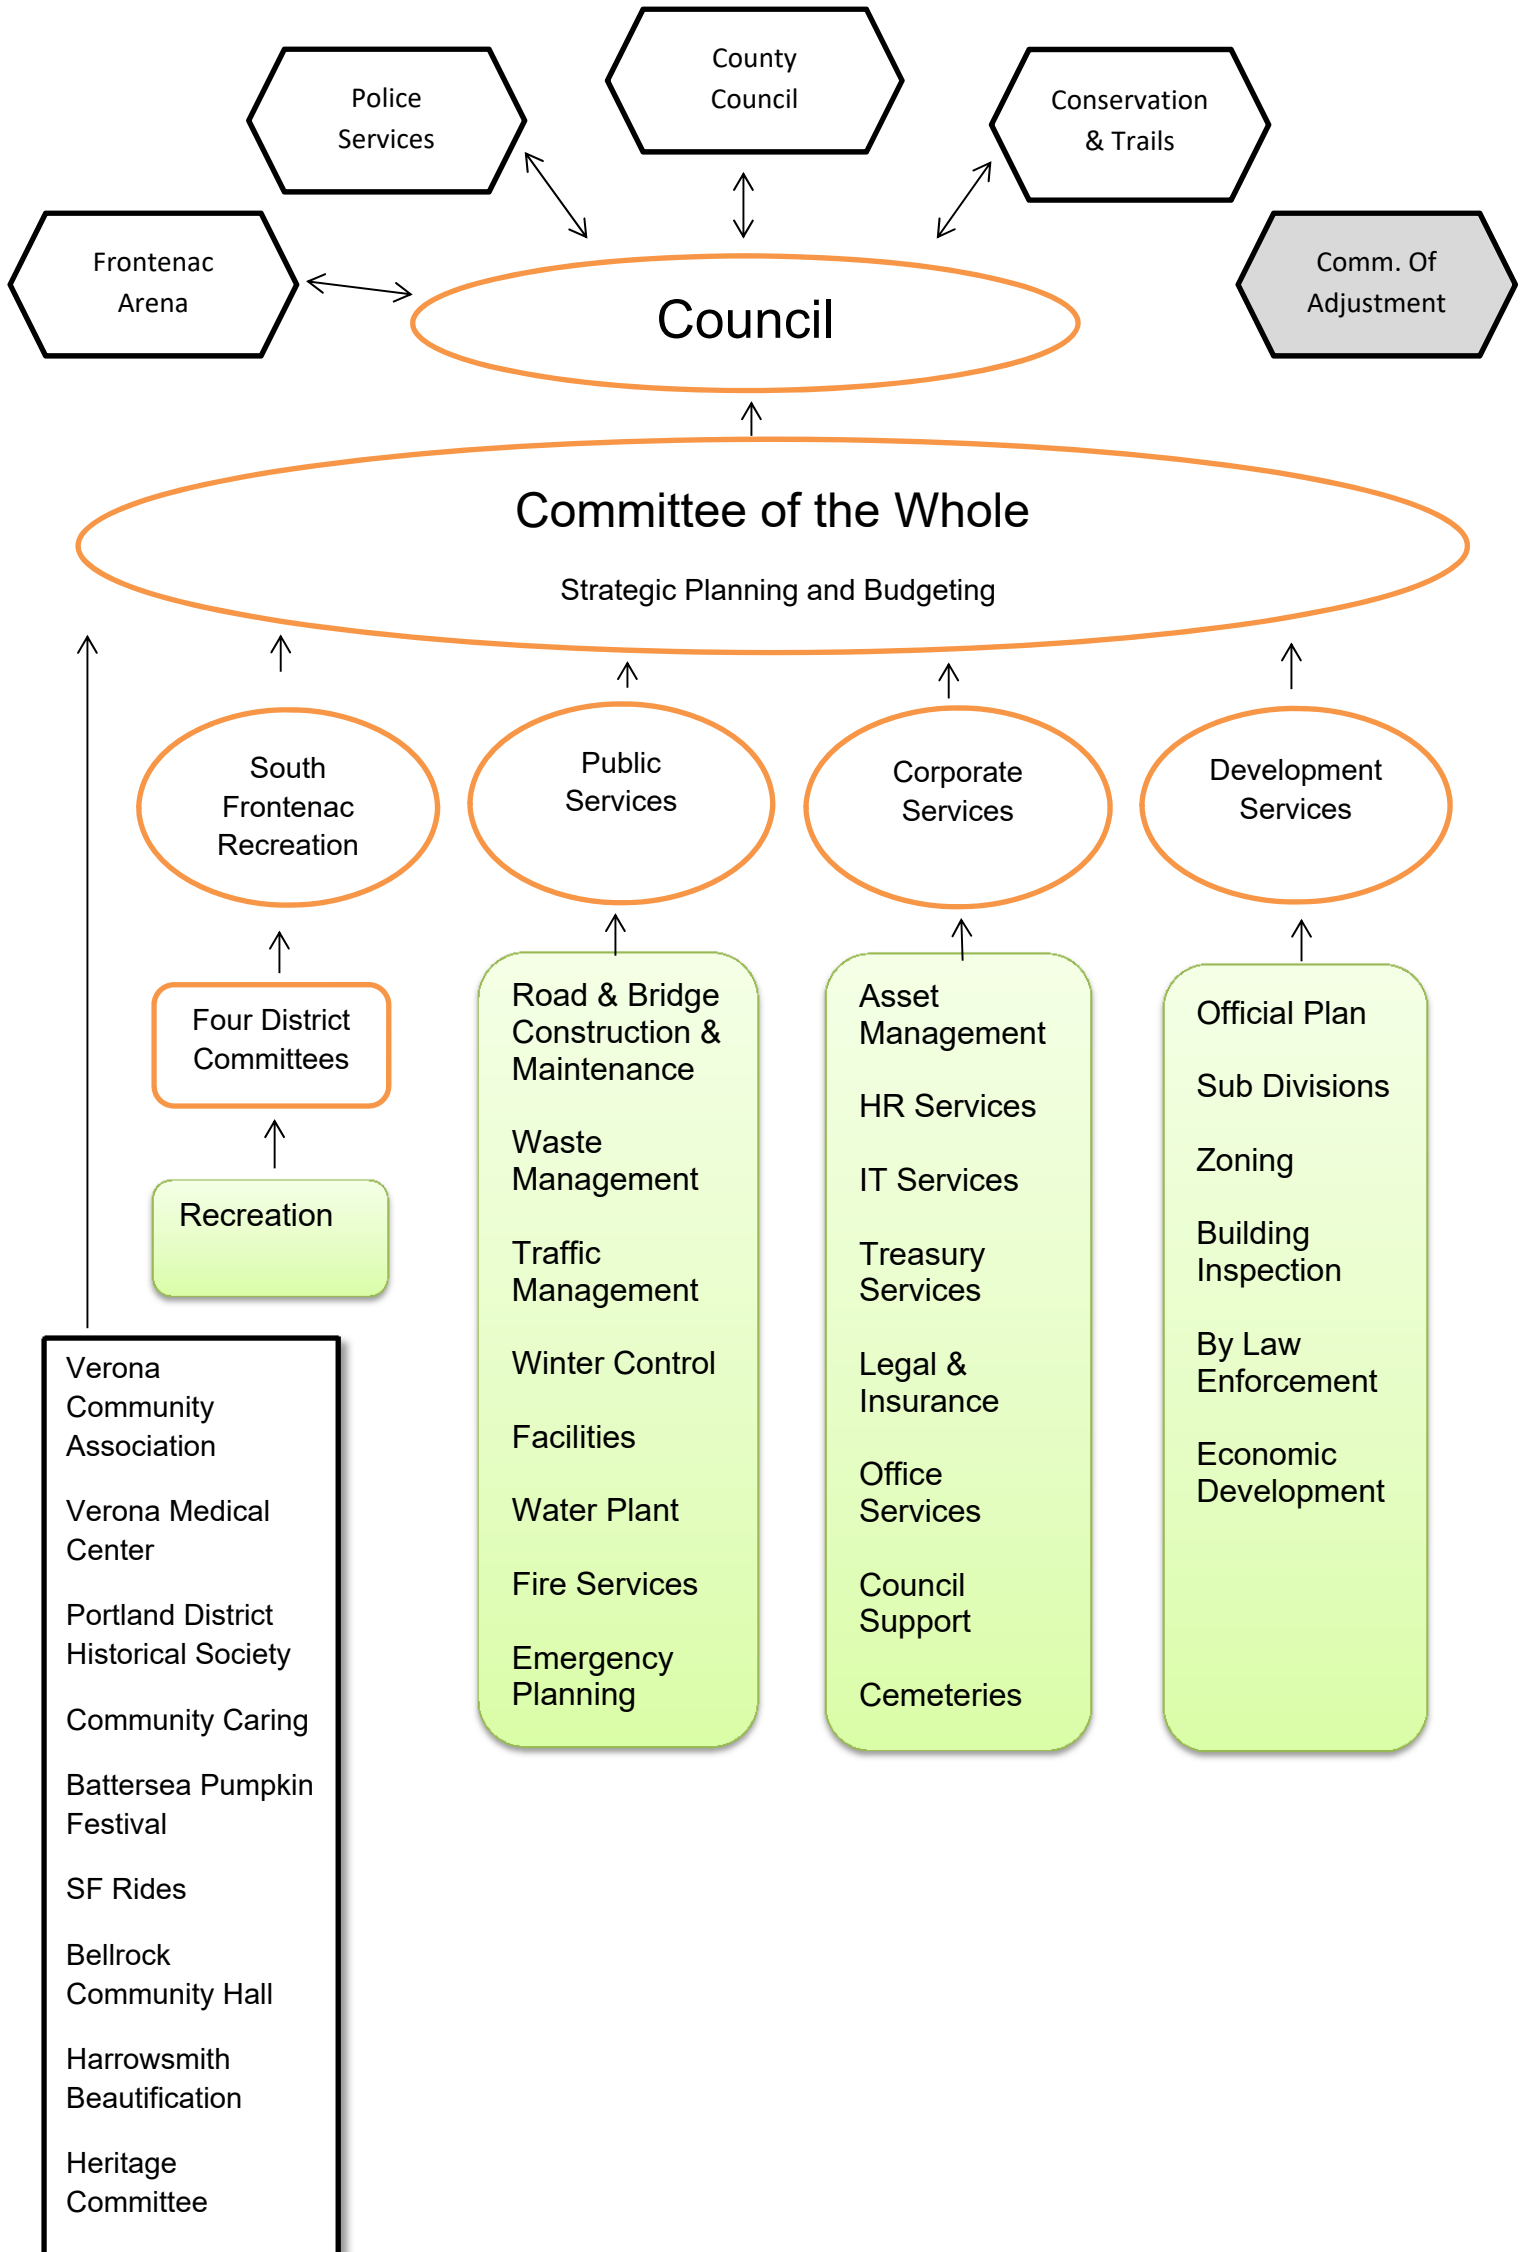 County
Council
Police
Services
Conservation
& Trails
Frontenac
Arena
Comm. Of
Adjustment
Council
Committee of the Whole
Strategic Planning and Budgeting
South
Frontenac
Recreation
Public
Services
Corporate
Services
Development
Services
Four District
Committees
Recreation
Road & Bridge
Construction &
Maintenance
Waste
Management
Traffic
Management
Winter Control
Facilities
Water Plant
Fire Services
Emergency
Planning
Asset
Management
HR Services
IT Services
Treasury
Services
Legal &
Insurance
Office
Services
Council
Support
Cemeteries
Official Plan
Sub Divisions
Zoning
Building
Inspection
By Law
Enforcement
Economic
Development
Verona
Community
Association
Verona Medical
Center
Portland District
Historical Society
Community Caring
Battersea Pumpkin
Festival
SF Rides
Bellrock
Community Hall
Harrowsmith
Beautification
Heritage
Committee